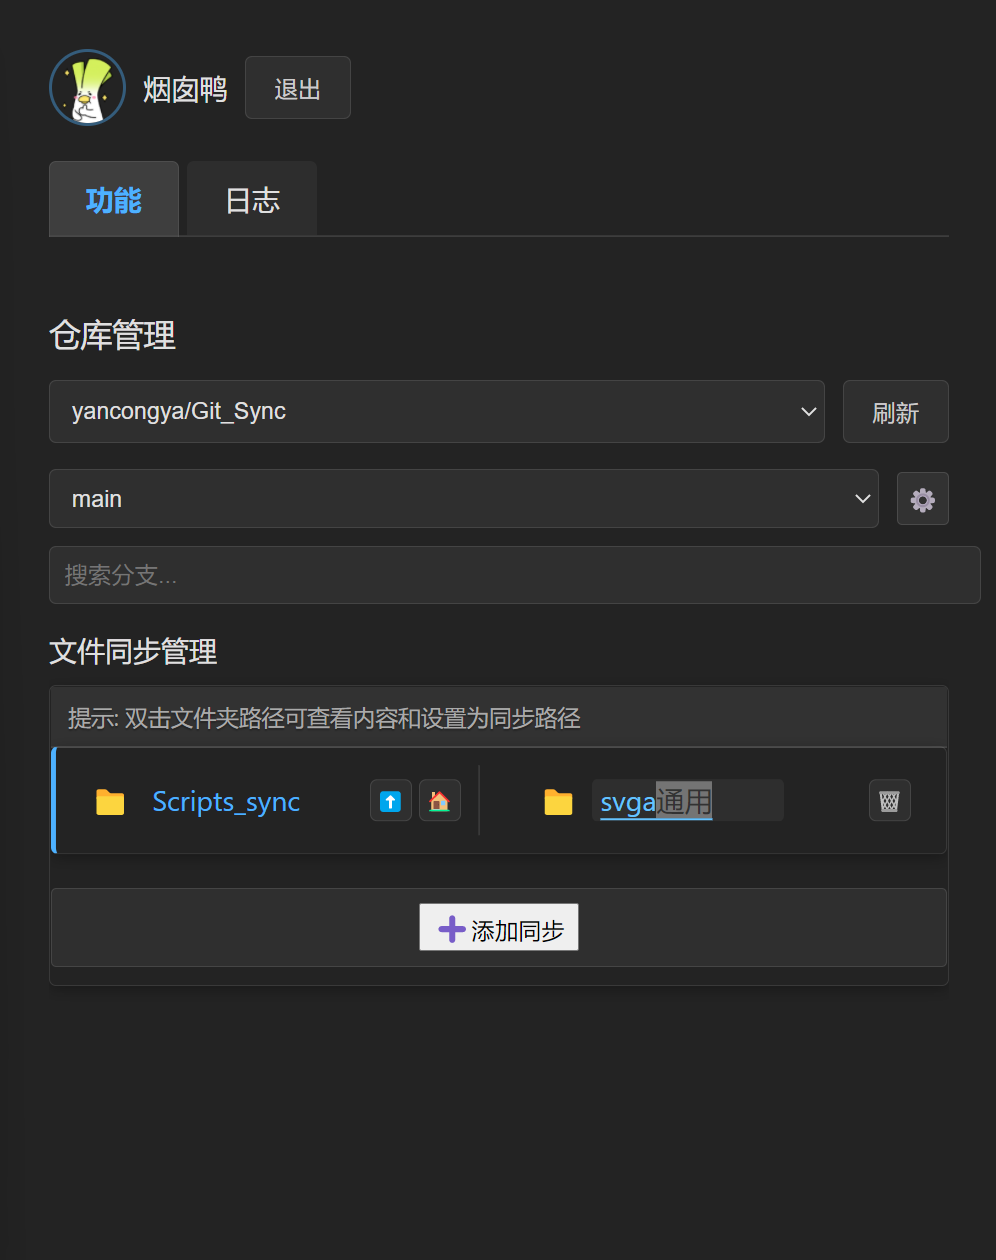 烟囱鸭 退出
功能 日志
仓库管理
yancongya/Git_Sync 刷新
main
搜索分支...
文件同步管理
提示: 双击文件夹路径可查看内容和设置为同步路径
Scripts_sync svga通用
添加同步